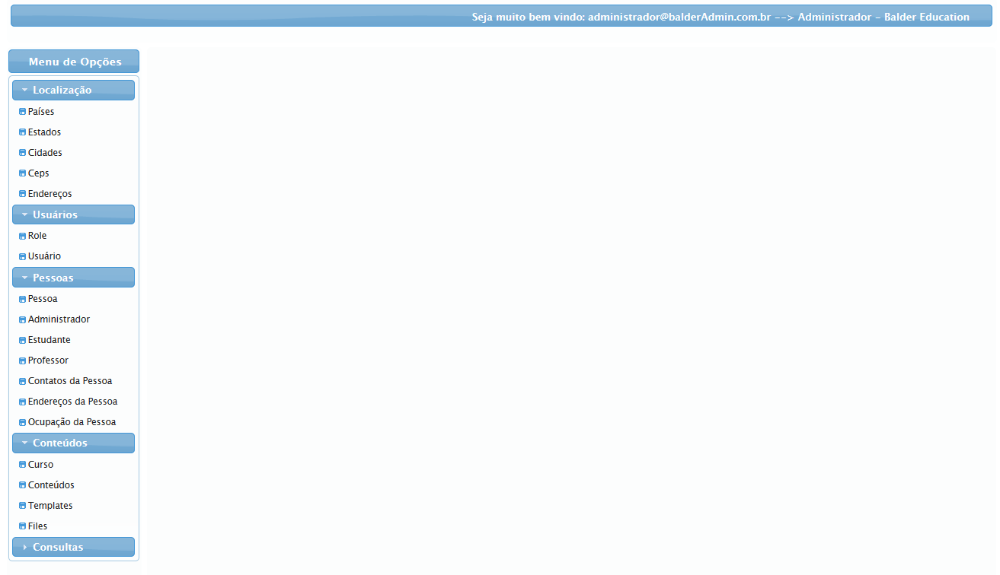 Seja muito bem vindo: administrador@balderAdmin.com.br --> Administrador - Balder Education
Menu de Opções
Localização
Países
Estados
Cidades
Ceps
Endereços
Usuários
Role
Usuário
Pessoas
Pessoa
Administrador
Estudante
Professor
Contatos da Pessoa
Endereços da Pessoa
Ocupação da Pessoa
Conteúdos
Curso
Conteúdos
Templates
Files
Consultas